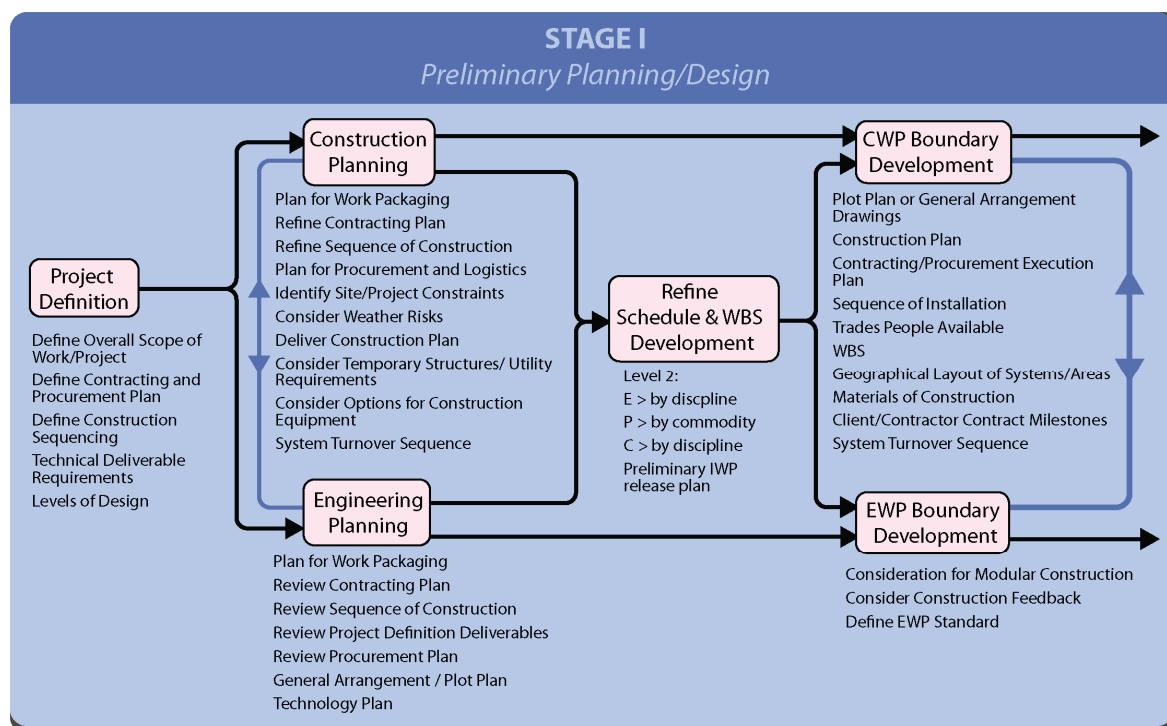 STAGE I
Preliminary Planning/Design
Project
Definition
Define Overall Scope of
Work/Project
Define Contracting and
Procurement Plan
Define Construction
Sequencing
Technical Deliverable
Requirements
Levels of Design
Construction
Planning
Plan for Work Packaging
Refine Contracting Plan
Refine Sequence of Construction
Plan for Procurement and Logistics
Identify Site/Project Constraints
Consider Weather Risks
Deliver Construction Plan
Consider Temporary Structures/ Utility
Requirements
Consider Options for Construction
Equipment
System Turnover Sequence
Engineering
Planning
Plan for Work Packaging
Review Contracting Plan
Review Sequence of Construction
Review Project Definition Deliverables
Review Procurement Plan
General Arrangement / Plot Plan
Technology Plan
Refine
Schedule & WBS
Development
Level 2:
E > by discpline
P > by commodity
C > by discipline
Preliminary IWP
release plan
CWP Boundary
Development
Plot Plan or General Arrangement
Drawings
Construction Plan
Contracting/Procurement Execution
Plan
Sequence of Installation
Trades People Available
WBS
Geographical Layout of Systems/Areas
Materials of Construction
Client/Contractor Contract Milestones
System Turnover Sequence
EWP Boundary
Development
Consideration for Modular Construction
Consider Construction Feedback
Define EWP Standard